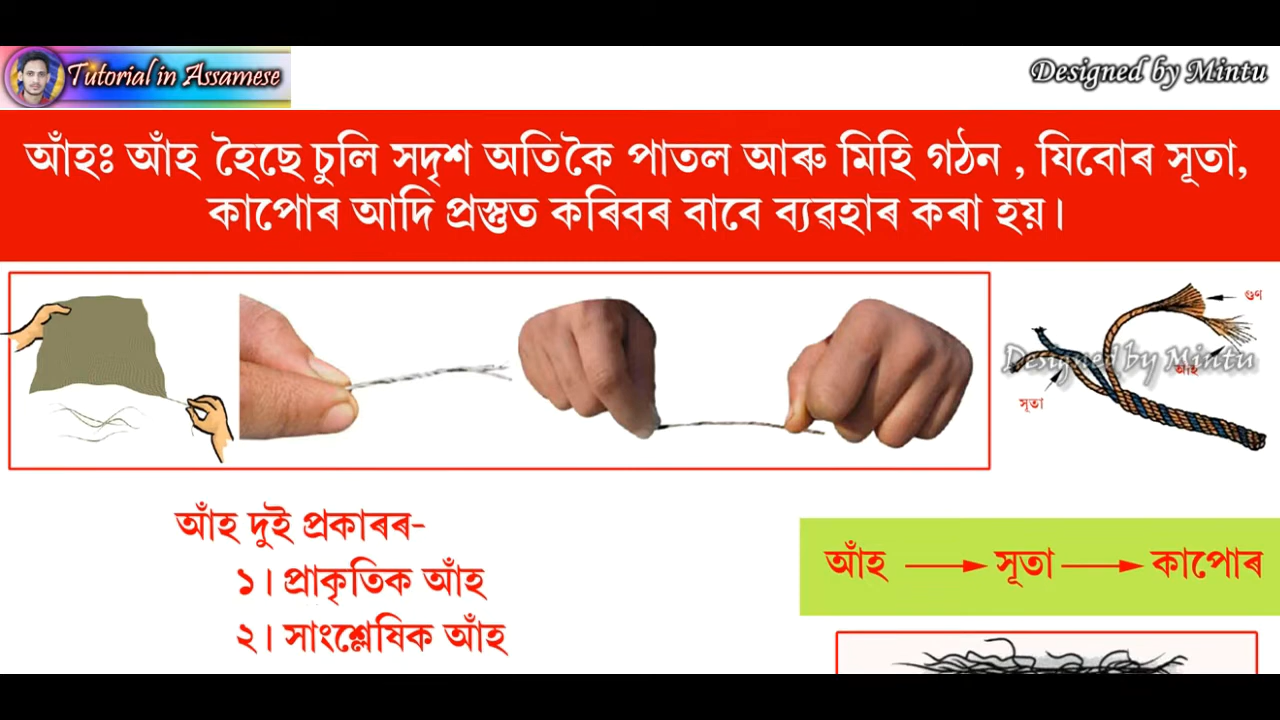 Tutorial in Assamese
Designed by Mintu
আঁহঃ আঁহ হৈছে চুলি সদৃশ অতিকৈ পাতল আৰু মিহি গঠন , যিবোৰ সূতা,
কাপোৰ আদি প্ৰস্তুত কৰিবৰ বাবে ব্যৱহাৰ কৰা হয়।
গুণ
Designed by Mintu
আঁহ
সূতা
আঁহ দুই প্ৰকাৰৰ-
১। প্ৰাকৃতিক আঁহ
২। সাংশ্লেষিক আঁহ
আঁহ সূতা কাপোৰ